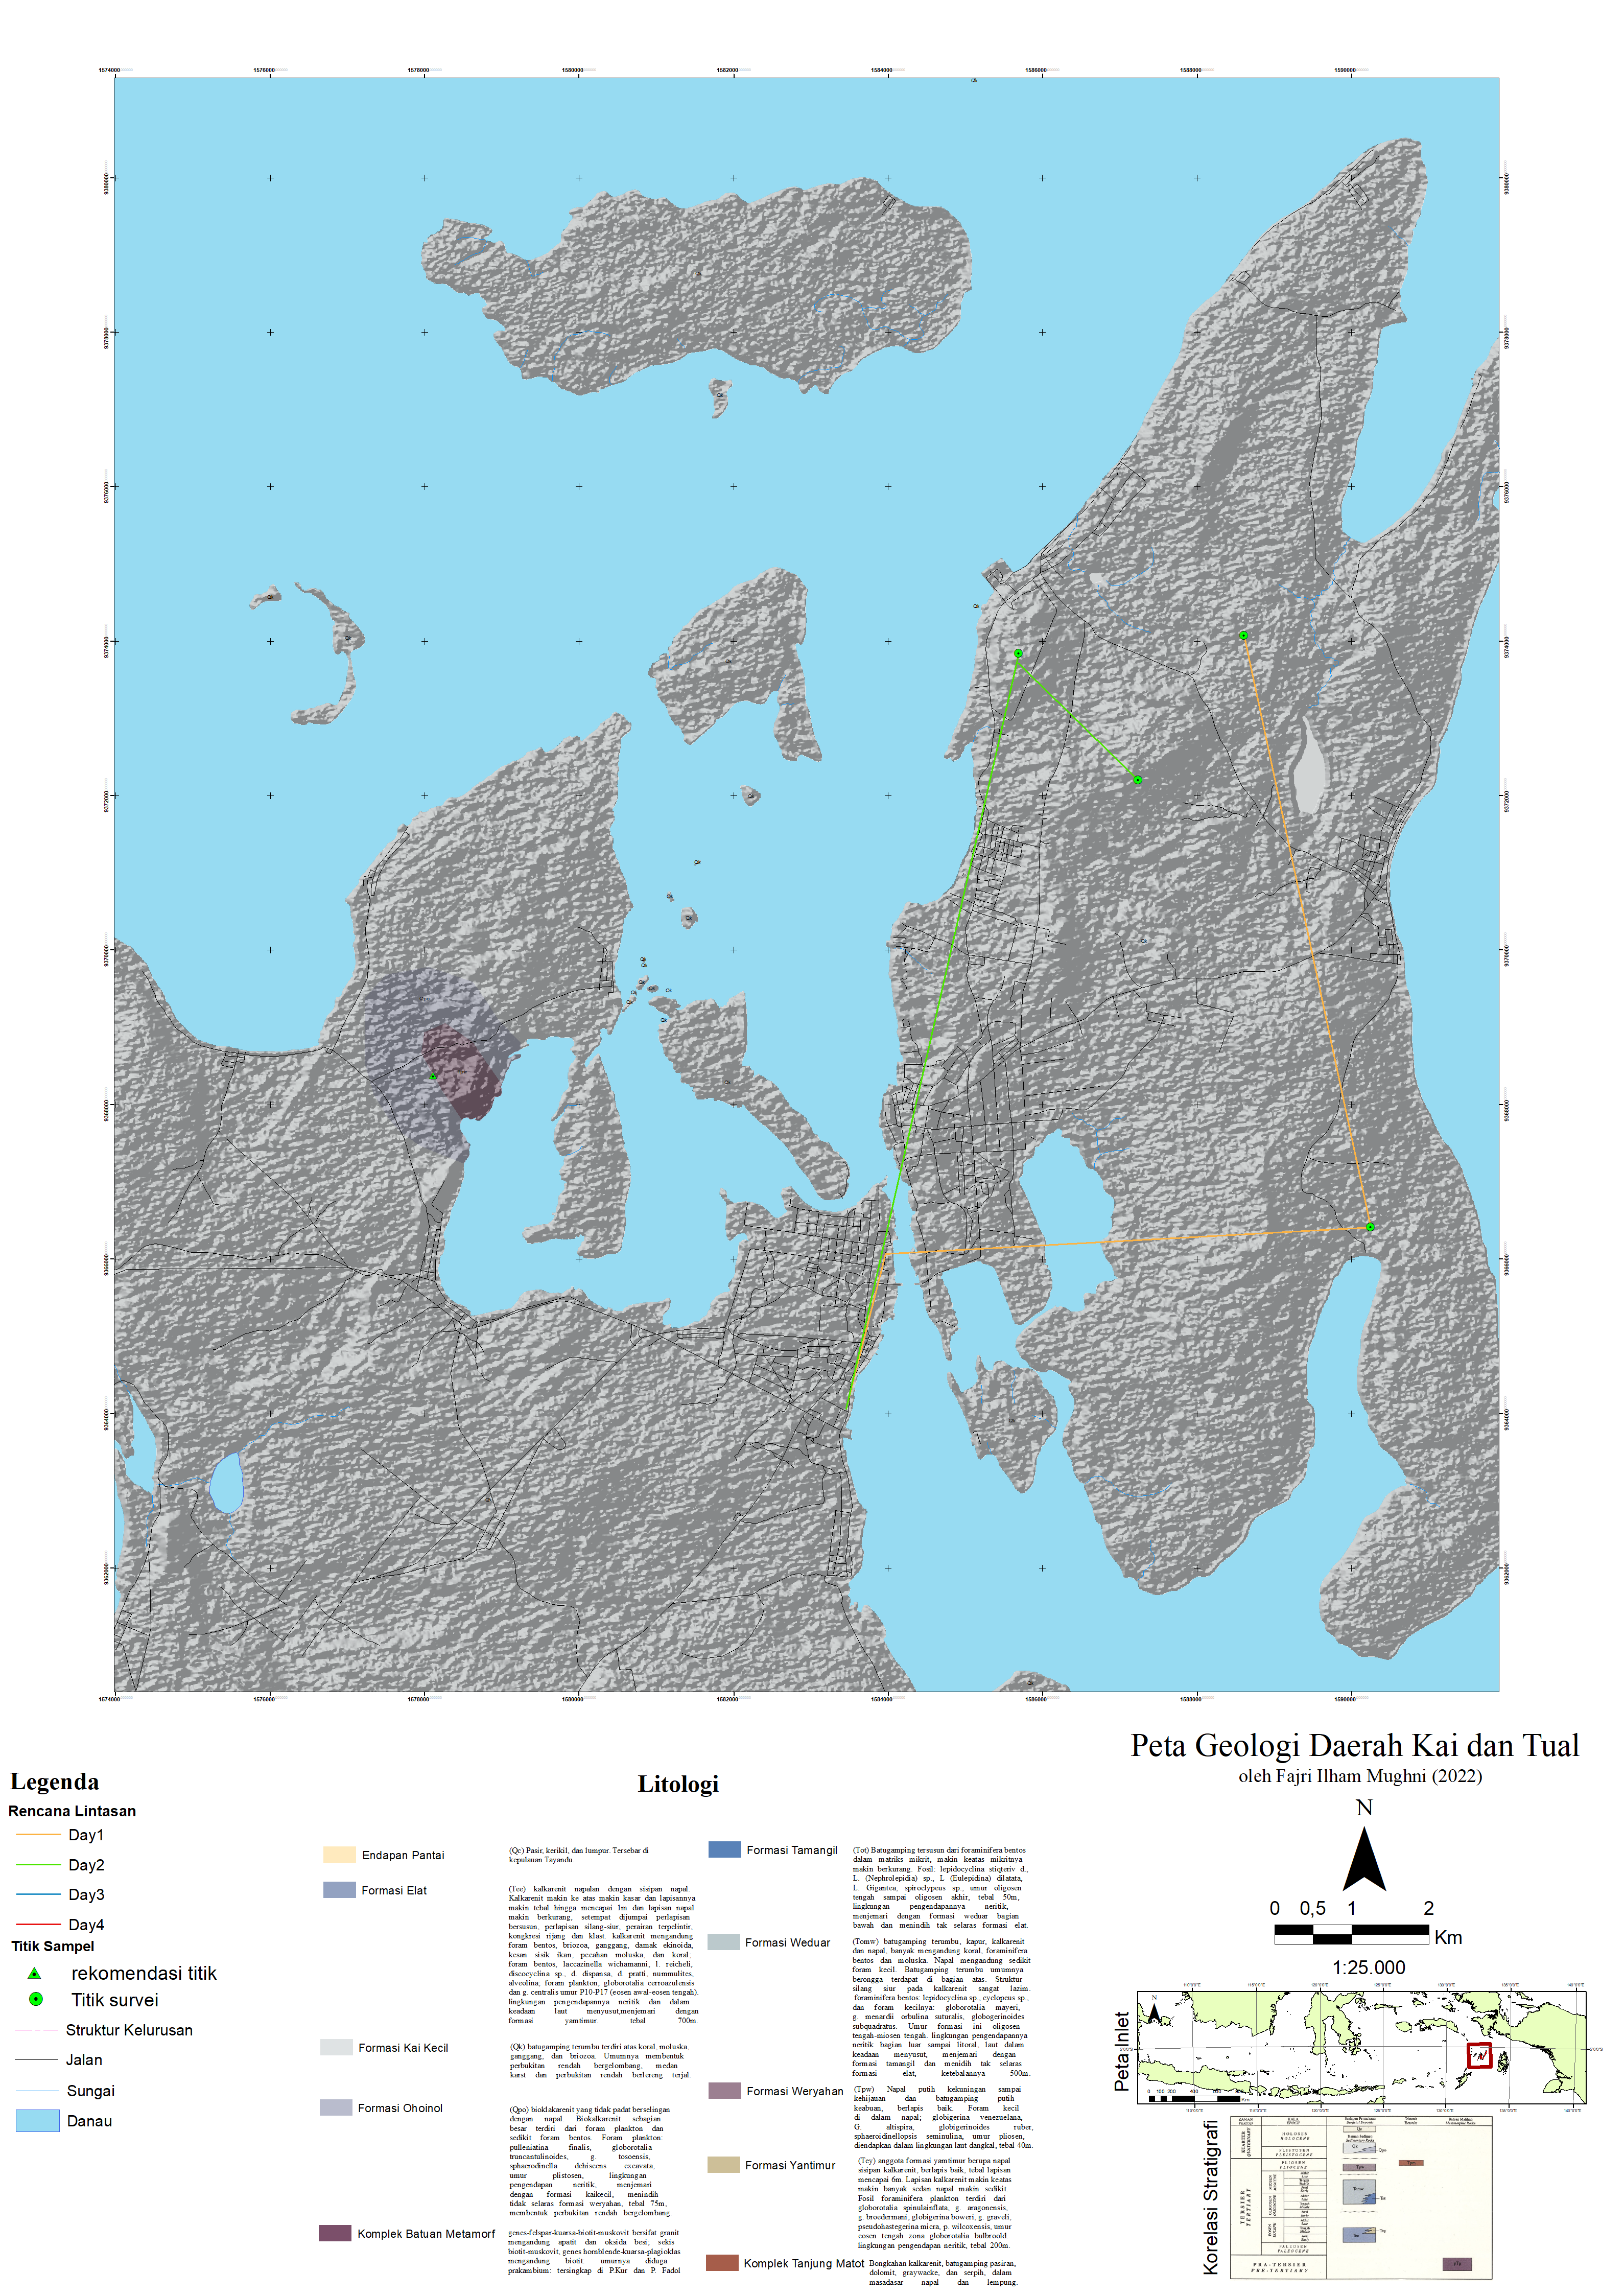 1574000
1576000
1578000
1580000
1582000
1584000
1586000
1588000
1590000
9380000
9380000
9378000
9378000
9376000
9376000
9374000
9374000
9372000
9372000
9370000
9370000
9368000
9368000
9366000
9366000
9364000
9364000
9362000
9362000
1574000
1576000
1578000
1580000
1582000
1584000
1586000
1588000
1590000
Peta Geologi Daerah Kai dan Tual
oleh Fajri Ilham Mughni (2022)
N
0 0,5 1 2
Km
1:25.000
Peta Inlet
Korelasi Stratigrafi
Legenda
Rencana Lintasan
Day1
Day2
Day3
Day4
Titik Sampel
rekomendasi titik
Titik survei
Struktur Kelurusan
Jalan
Sungai
Danau
Litologi
Endapan Pantai
(Qc) Pasir, kerikil, dan lumpur. Tersebar di
kepulauan Tayandu.
Formasi Elat
(Tee) kalkarenit napalan dengan sisipan napal.
Kalkarenit makin ke atas makin kasar dan lapisannya
makin tebal hingga mencapai 1m dan lapisan napal
makin berkurang, setempat dijumpai perlapisan
bersusun, perlapisan silang-siur, perairan terpelintir,
kongkresi rijang dan klast. kalkarenit mengandung
foram bentos, briozoa, ganggang, damak ekinoida,
kesan sisik ikan, pecahan moluska, dan koral;
foram bentos, laccazinella wichamanni, l. reicheli,
discocyclina sp., d. dispansa, d. pratti, nummulites,
alveolina; foram plankton, globorotalia cerroazulensis
dan g. centralis umur P10-P17 (eosen awal-eosen tengah).
lingkungan pengendapannya neritik dan dalam
keadaan laut menyusut,menjemari dengan
formasi yamtimur. tebal 700m.
Formasi Kai Kecil
(Qk) batugamping terumbu terdiri atas koral, moluska,
ganggang, dan briozoa. Umumnya membentuk
perbukitan rendah bergelombang, medan
karst dan perbukitan rendah berlereng terjal.
Formasi Ohoinol
(Qpo) bioklakarenit yang tidak padat berselingan
dengan napal. Biokalkarenit sebagian
besar terdiri dari foram plankton dan
sedikit foram bentos. Foram plankton:
pulleniatina finalis, globorotalia
truncantulinoides, g. tosoensis,
sphaerodinella dehiscens excavata,
umur plistosen, lingkungan
pengendapan neritik, menjemari
dengan formasi kaikecil, menindih
tidak selaras formasi weryahan, tebal 75m,
membentuk perbukitan rendah bergelombang.
Komplek Batuan Metamorf
genes-felspar-kuarsa-biotit-muskovit bersifat granit
mengandung apatit dan oksida besi; sekis
biotit-muskovit, genes hornblende-kuarsa-plagioklas
mengandung biotit: umurnya diduga
prakambium: tersingkap di P.Kur dan P. Fadol
Formasi Tamangil
(Tot) Batugamping tersusun dari foraminifera bentos
dalam matriks mikrit, makin keatas mikritnya
makin berkurang. Fosil: lepidocyclina stiqteriv d.,
L. (Nephrolepidia) sp., L (Eulepidina) dilatata,
L. Gigantea, spiroclypeus sp., umur oligosen
tengah sampai oligosen akhir, tebal 50m,
lingkungan pengendapannya neritik,
menjemari dengan formasi weduar bagian
bawah dan menindih tak selaras formasi elat.
Formasi Weduar
(Tomw) batugamping terumbu, kapur, kalkarenit
dan napal, banyak mengandung koral, foraminifera
bentos dan moluska. Napal mengandung sedikit
foram kecil. Batugamping terumbu umumnya
berongga terdapat di bagian atas. Struktur
silang siur pada kalkarenit sangat lazim.
foraminifera bentos: lepidocyclina sp., cyclopeus sp.,
dan foram kecilnya: globorotalia mayeri,
g. menardii orbulina suturalis, globogerinoides
subquadratus. Umur formasi ini oligosen
tengah-miosen tengah. lingkungan pengendapannya
neritik bagian luar sampai litoral, laut dalam
keadaan menyusut, menjemari dengan
formasi tamangil dan menidih tak selaras
formasi elat, ketebalannya 500m.
Formasi Weryahan
(Tpw) Napal putih kekuningan sampai
kehijauan dan batugamping putih
keabuan, berlapis baik. Foram kecil
di dalam napal; globigerina venezuelana,
G. altispira, globigerinoides ruber,
sphaeroidinellopsis seminulina, umur pliosen,
diendapkan dalam lingkungan laut dangkal, tebal 40m.
Formasi Yantimur
(Tey) anggota formasi yamtimur berupa napal
sisipan kalkarenit, berlapis baik, tebal lapisan
mencapai 6m. Lapisan kalkarenit makin keatas
makin banyak sedan napal makin sedikit.
Fosil foraminifera plankton terdiri dari
globorotalia spinulainflata, g. aragonensis,
g. broedermani, globigerina boweri, g. graveli,
pseudohastegerina micra, p. wilcoxensis, umur
eosen tengah zona globorotalia bulbroold.
lingkungan pengendapan neritik, tebal 200m.
Komplek Tanjung Matot
Bongkahan kalkarenit, batugamping pasiran,
dolomit, graywacke, dan serpih, dalam
masadasar napal dan lempung.